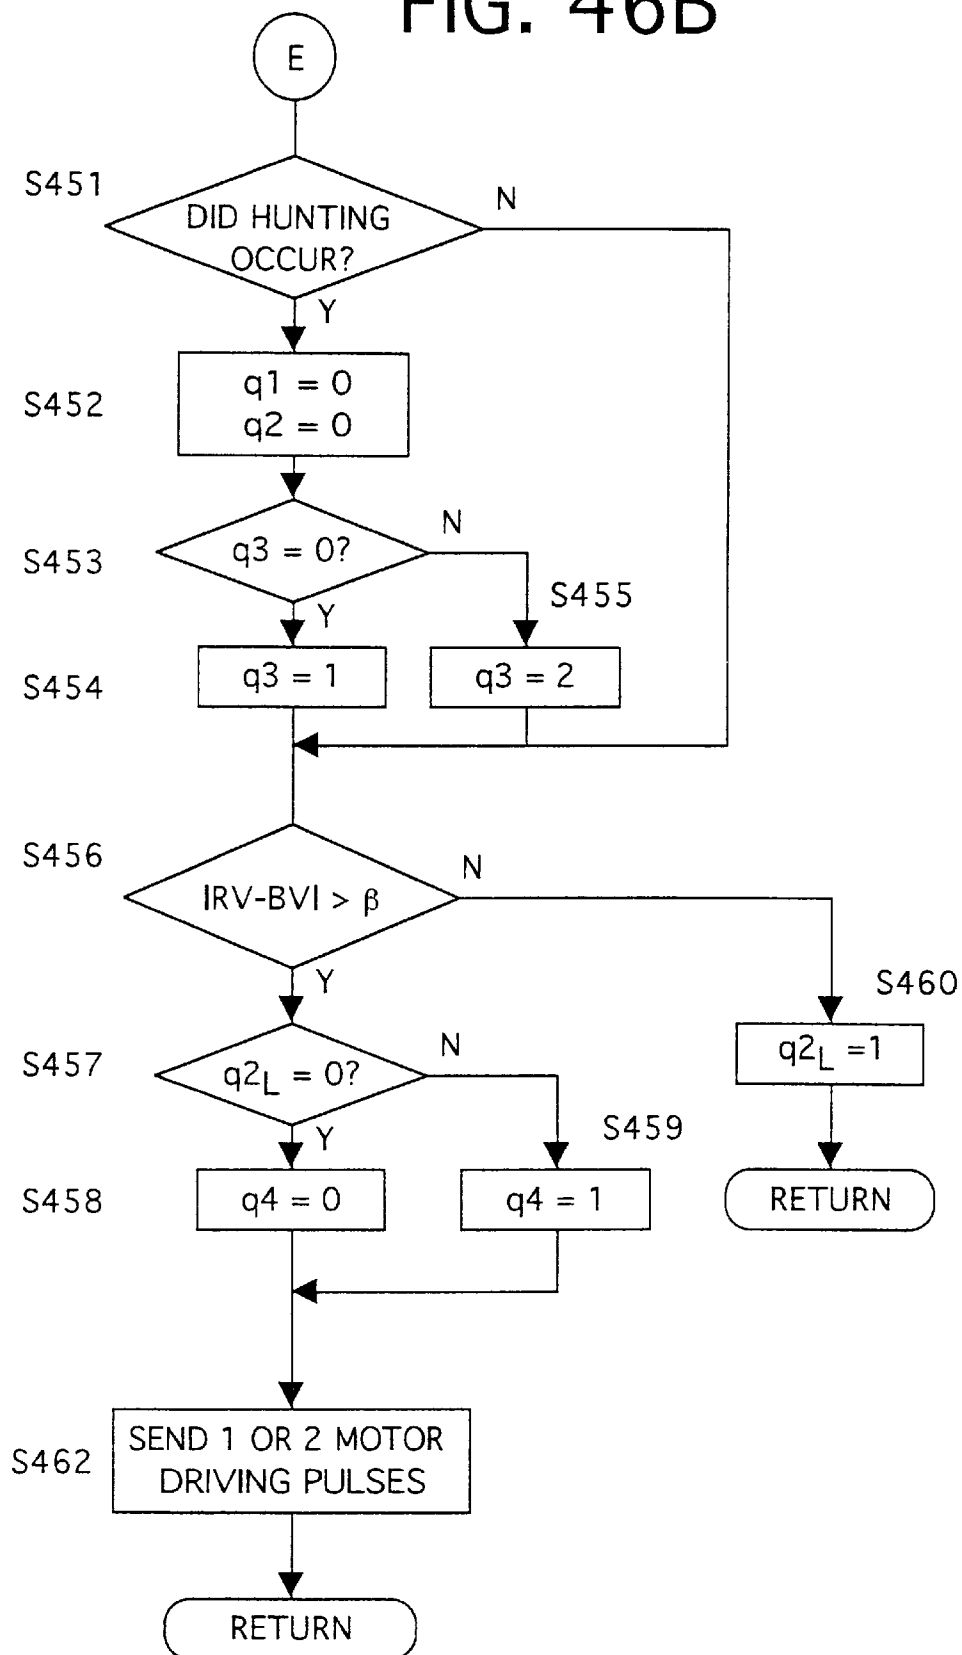 FIG. 46B
E
S451
DID HUNTING
OCCUR?
N
Y
S452
q1 = 0
q2 = 0
S453
q3 = 0?
N
Y
S455
S454
q3 = 1
q3 = 2
S456
|RV-BV| > β
N
Y
S460
q2L =1
S457
q2L = 0?
N
Y
S459
S458
q4 = 0
q4 = 1
RETURN
S462
SEND 1 OR 2 MOTOR
DRIVING PULSES
RETURN